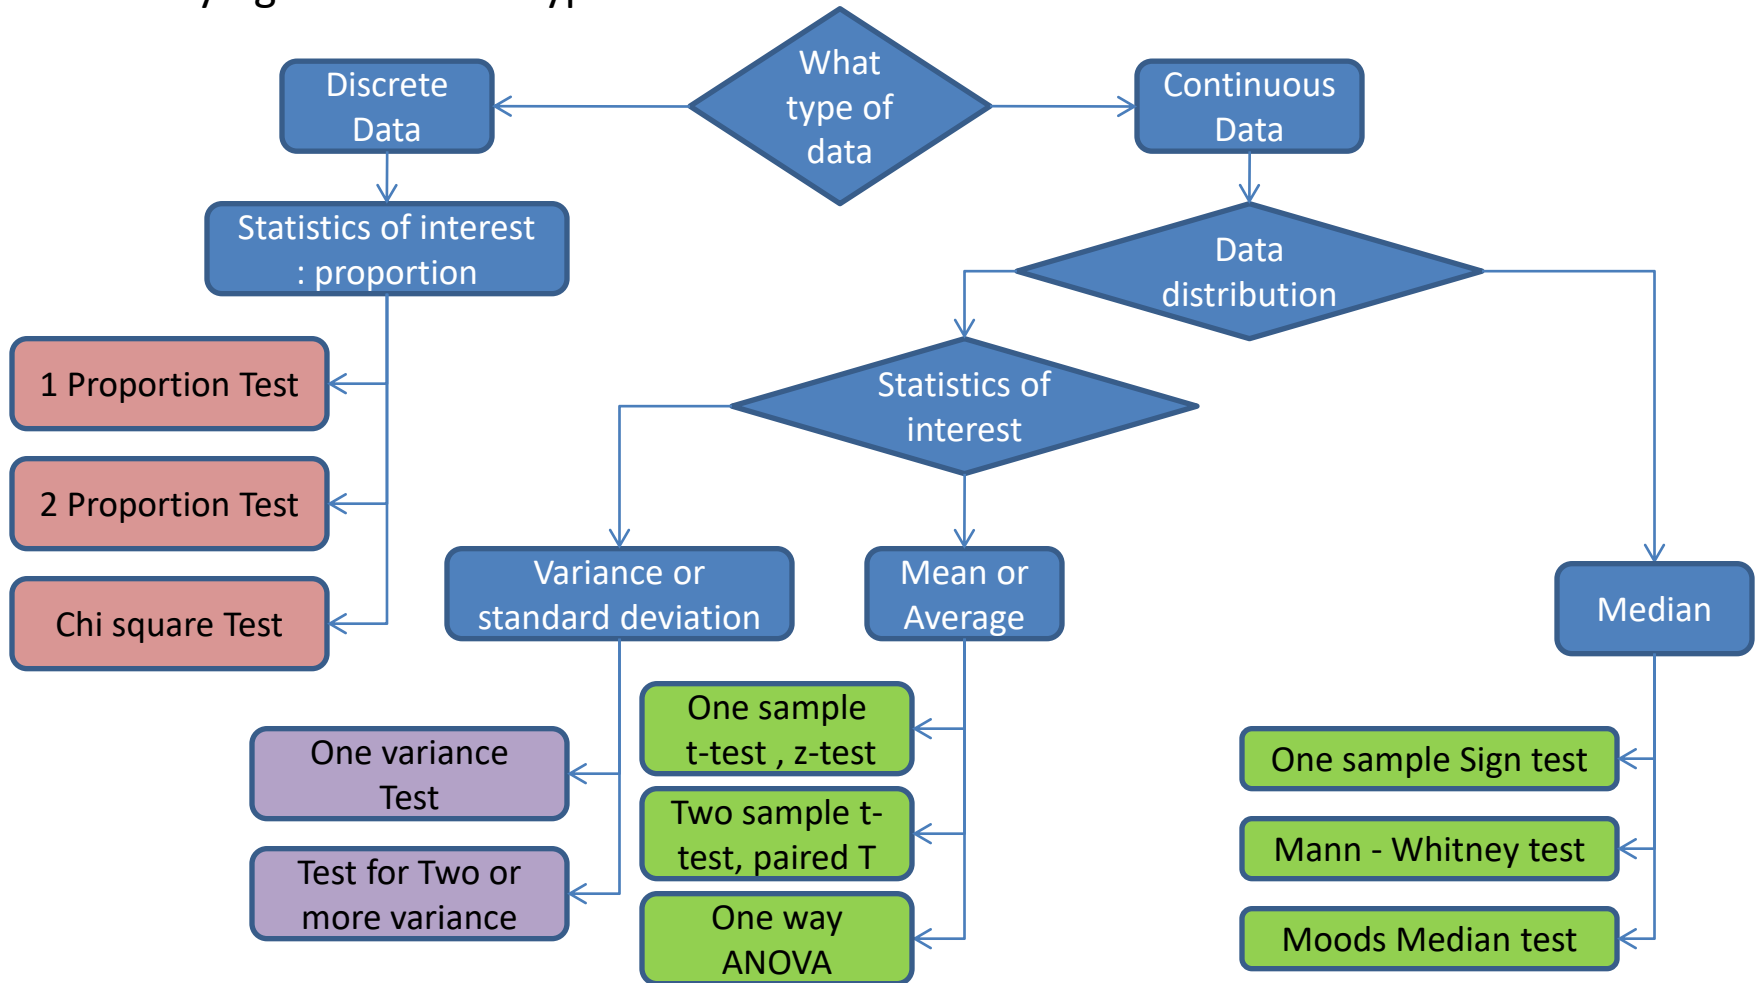 What
type of
data
Discrete
Data
Continuous
Data
Statistics of interest
: proportion
Data
distribution
1 Proportion Test
2 Proportion Test
Chi square Test
Statistics of
interest
Variance or
standard deviation
Mean or
Average
Median
One variance
Test
Test for Two or
more variance
One sample
t-test , z-test
Two sample t-
test, paired T
One way
ANOVA
One sample Sign test
Mann - Whitney test
Moods Median test